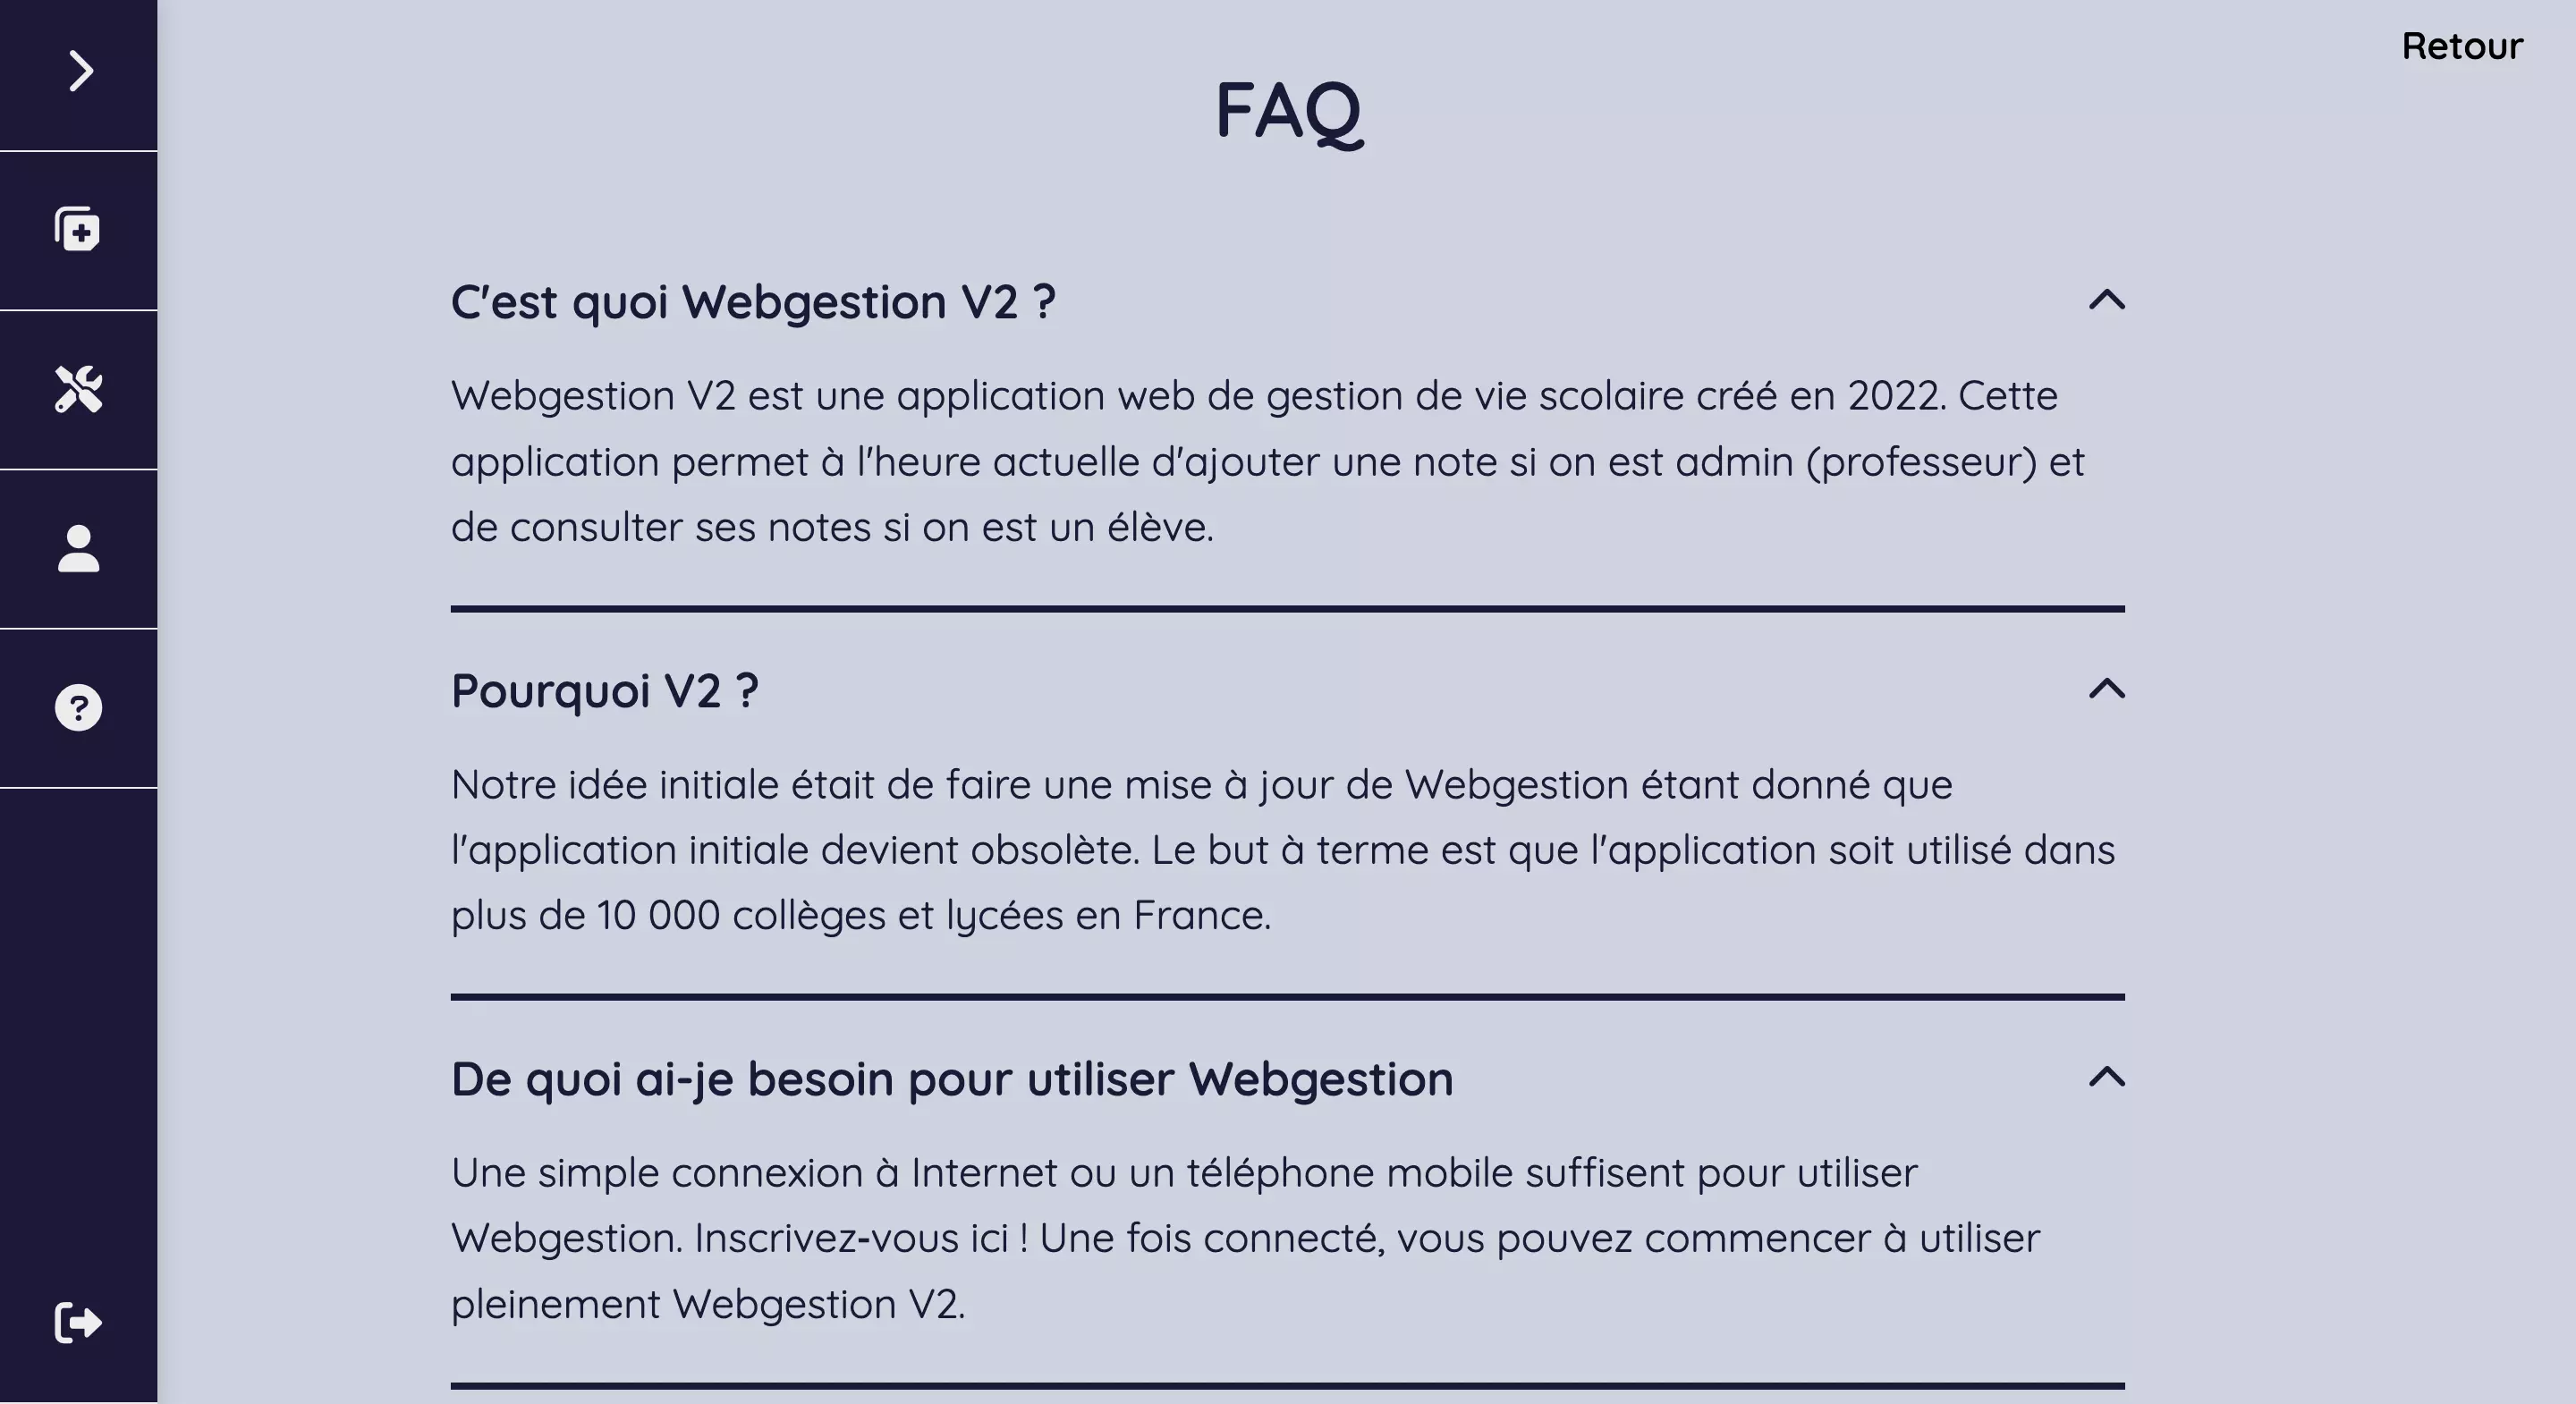 Retour
FAQ
C'est quoi Webgestion V2 ?
Webgestion V2 est une application web de gestion de vie scolaire créé en 2022. Cette
application permet à l'heure actuelle d'ajouter une note si on est admin (professeur) et
de consulter ses notes si on est un élève.
Pourquoi V2 ?
Notre idée initiale était de faire une mise à jour de Webgestion étant donné que
l'application initiale devient obsolète. Le but à terme est que l'application soit utilisé dans
plus de 10 000 collèges et lycées en France.
De quoi ai-je besoin pour utiliser Webgestion
Une simple connexion à Internet ou un téléphone mobile suffisent pour utiliser
Webgestion. Inscrivez-vous ici ! Une fois connecté, vous pouvez commencer à utiliser
pleinement Webgestion V2.